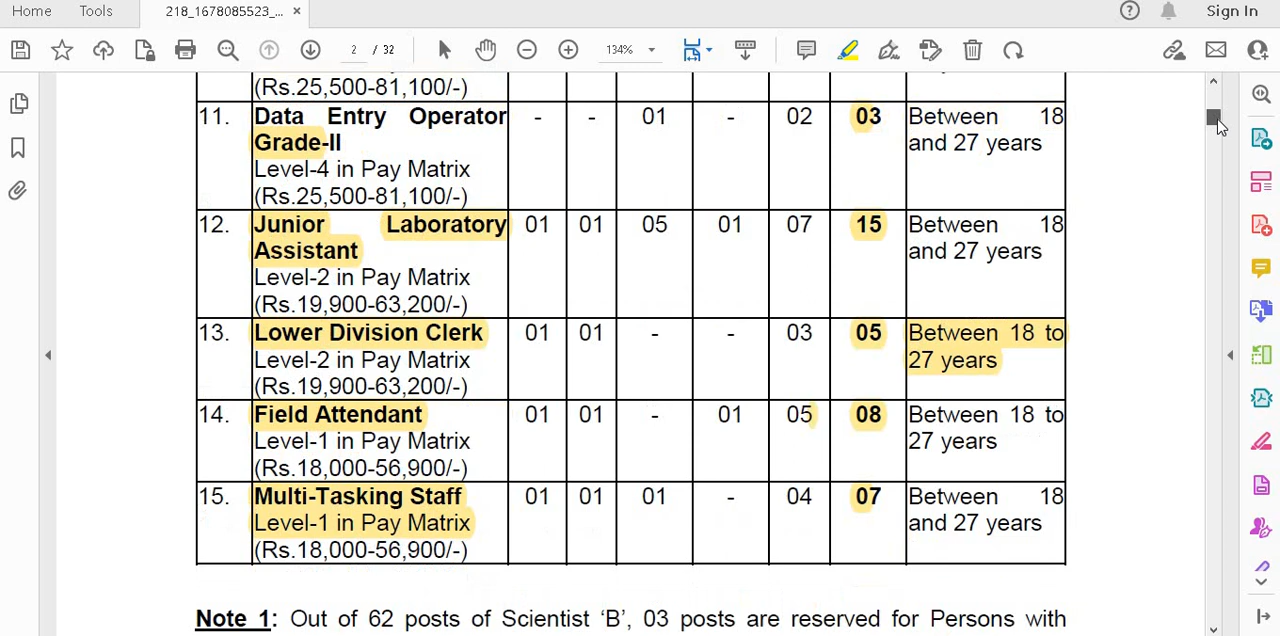 Home Tools 218_1678085523_... × Sign In
2 / 32 134%
(Rs.25,500-81,100/-)
11. Data Entry Operator - - 01 - 02 03 Between 18
Grade-II and 27 years
Level-4 in Pay Matrix
(Rs.25,500-81,100/-)
12. Junior Laboratory 01 01 05 01 07 15 Between 18
Assistant and 27 years
Level-2 in Pay Matrix
(Rs.19,900-63,200/-)
13. Lower Division Clerk 01 01 - - 03 05 Between 18 to
Level-2 in Pay Matrix 27 years
(Rs.19,900-63,200/-)
14. Field Attendant 01 01 - 01 05 08 Between 18 to
Level-1 in Pay Matrix 27 years
(Rs.18,000-56,900/-)
15. Multi-Tasking Staff 01 01 01 - 04 07 Between 18
Level-1 in Pay Matrix and 27 years
(Rs.18,000-56,900/-)
Note 1: Out of 62 posts of Scientist ‘B’, 03 posts are reserved for Persons with